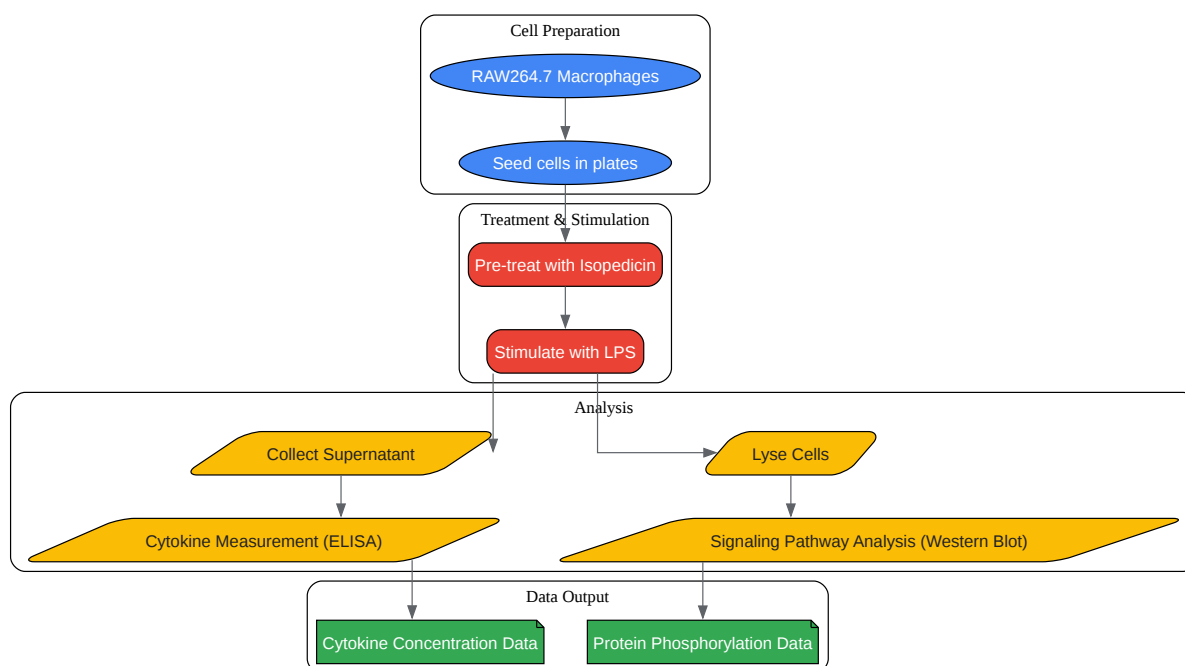 Cell Preparation
RAW264.7 Macrophages
Seed cells in plates
Treatment & Stimulation
Pre-treat with Isopedicin
Stimulate with LPS
Analysis
Collect Supernatant
Lyse Cells
Cytokine Measurement (ELISA)
Signaling Pathway Analysis (Western Blot)
Data Output
Cytokine Concentration Data
Protein Phosphorylation Data